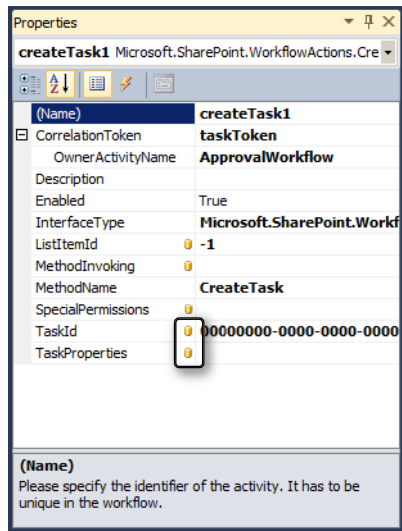 Properties
createTask1 Microsoft.SharePoint.WorkflowActions.Cre
(Name) createTask1
CorrelationToken taskToken
OwnerActivityName ApprovalWorkflow
Description
Enabled True
InterfaceType Microsoft.SharePoint.Workf
ListItemId -1
MethodInvoking
MethodName CreateTask
SpecialPermissions
TaskId 00000000-0000-0000-0000
TaskProperties
(Name)
Please specify the identifier of the activity. It has to be
unique in the workflow.